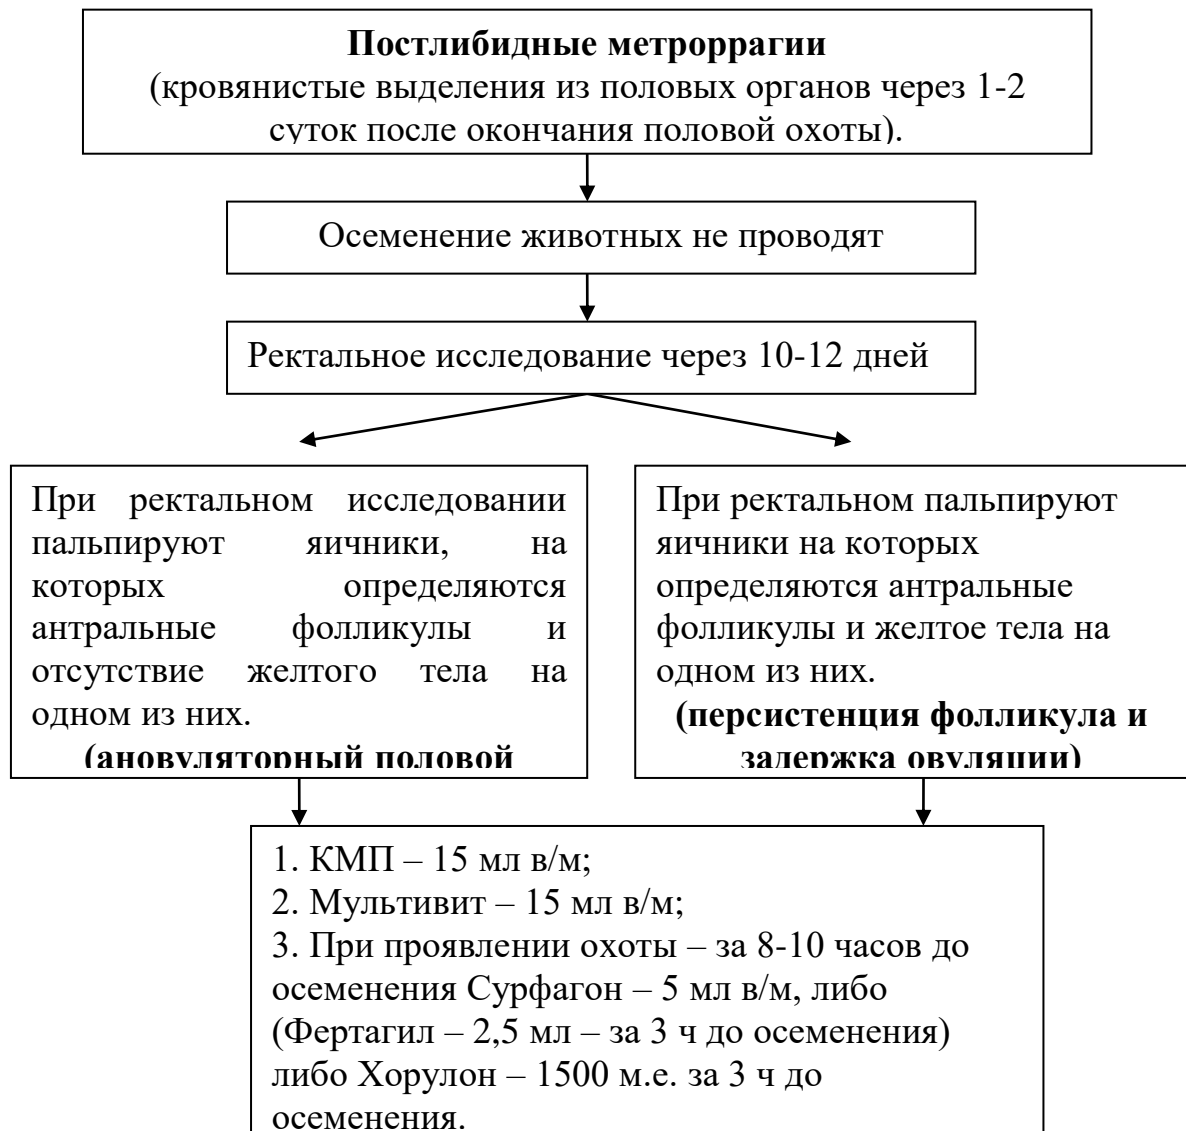 Постлибидные метроррагии
(кровянистые выделения из половых органов через 1-2
суток после окончания половой охоты).
Осеменение животных не проводят
Ректальное исследование через 10-12 дней
При ректальном исследовании
пальпируют яичники, на
которых определяются
антральные фолликулы и
отсутствие желтого тела на
одном из них.
(ановуляторный половой
При ректальном пальпируют
яичники на которых
определяются антральные
фолликулы и желтое тела на
одном из них.
(персистенция фолликула и
задержка овуляции)
1. КМП – 15 мл в/м;
2. Мультивит – 15 мл в/м;
3. При проявлении охоты – за 8-10 часов до
осеменения Сурфагон – 5 мл в/м, либо
(Фертагил – 2,5 мл – за 3 ч до осеменения)
либо Хорулон – 1500 м.е. за 3 ч до
осеменения.